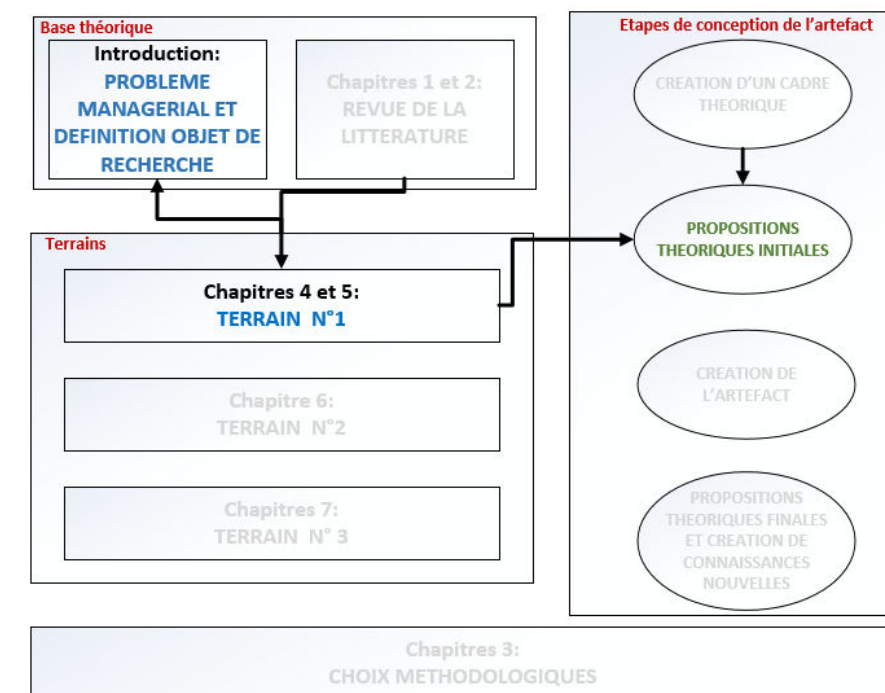 Base théorique
Introduction:
PROBLEME
MANAGERIAL ET
DEFINITION OBJET DE
RECHERCHE
Chapitres 1 et 2:
REVUE DE LA
LITTERATURE
Terrains
Chapitres 4 et 5:
TERRAIN N°1
Chapitre 6:
TERRAIN N°2
Chapitres 7:
TERRAIN N° 3
Etapes de conception de l'artefact
CREATION D'UN CADRE
THEORIQUE
PROPOSITIONS
THEORIQUES INITIALES
CREATION DE
L'ARTEFACT
PROPOSITIONS
THEORIQUES FINALES
ET CREATION DE
CONNAISSANCES
NOUVELLES
Chapitres 3:
CHOIX METHODOLOGIQUES